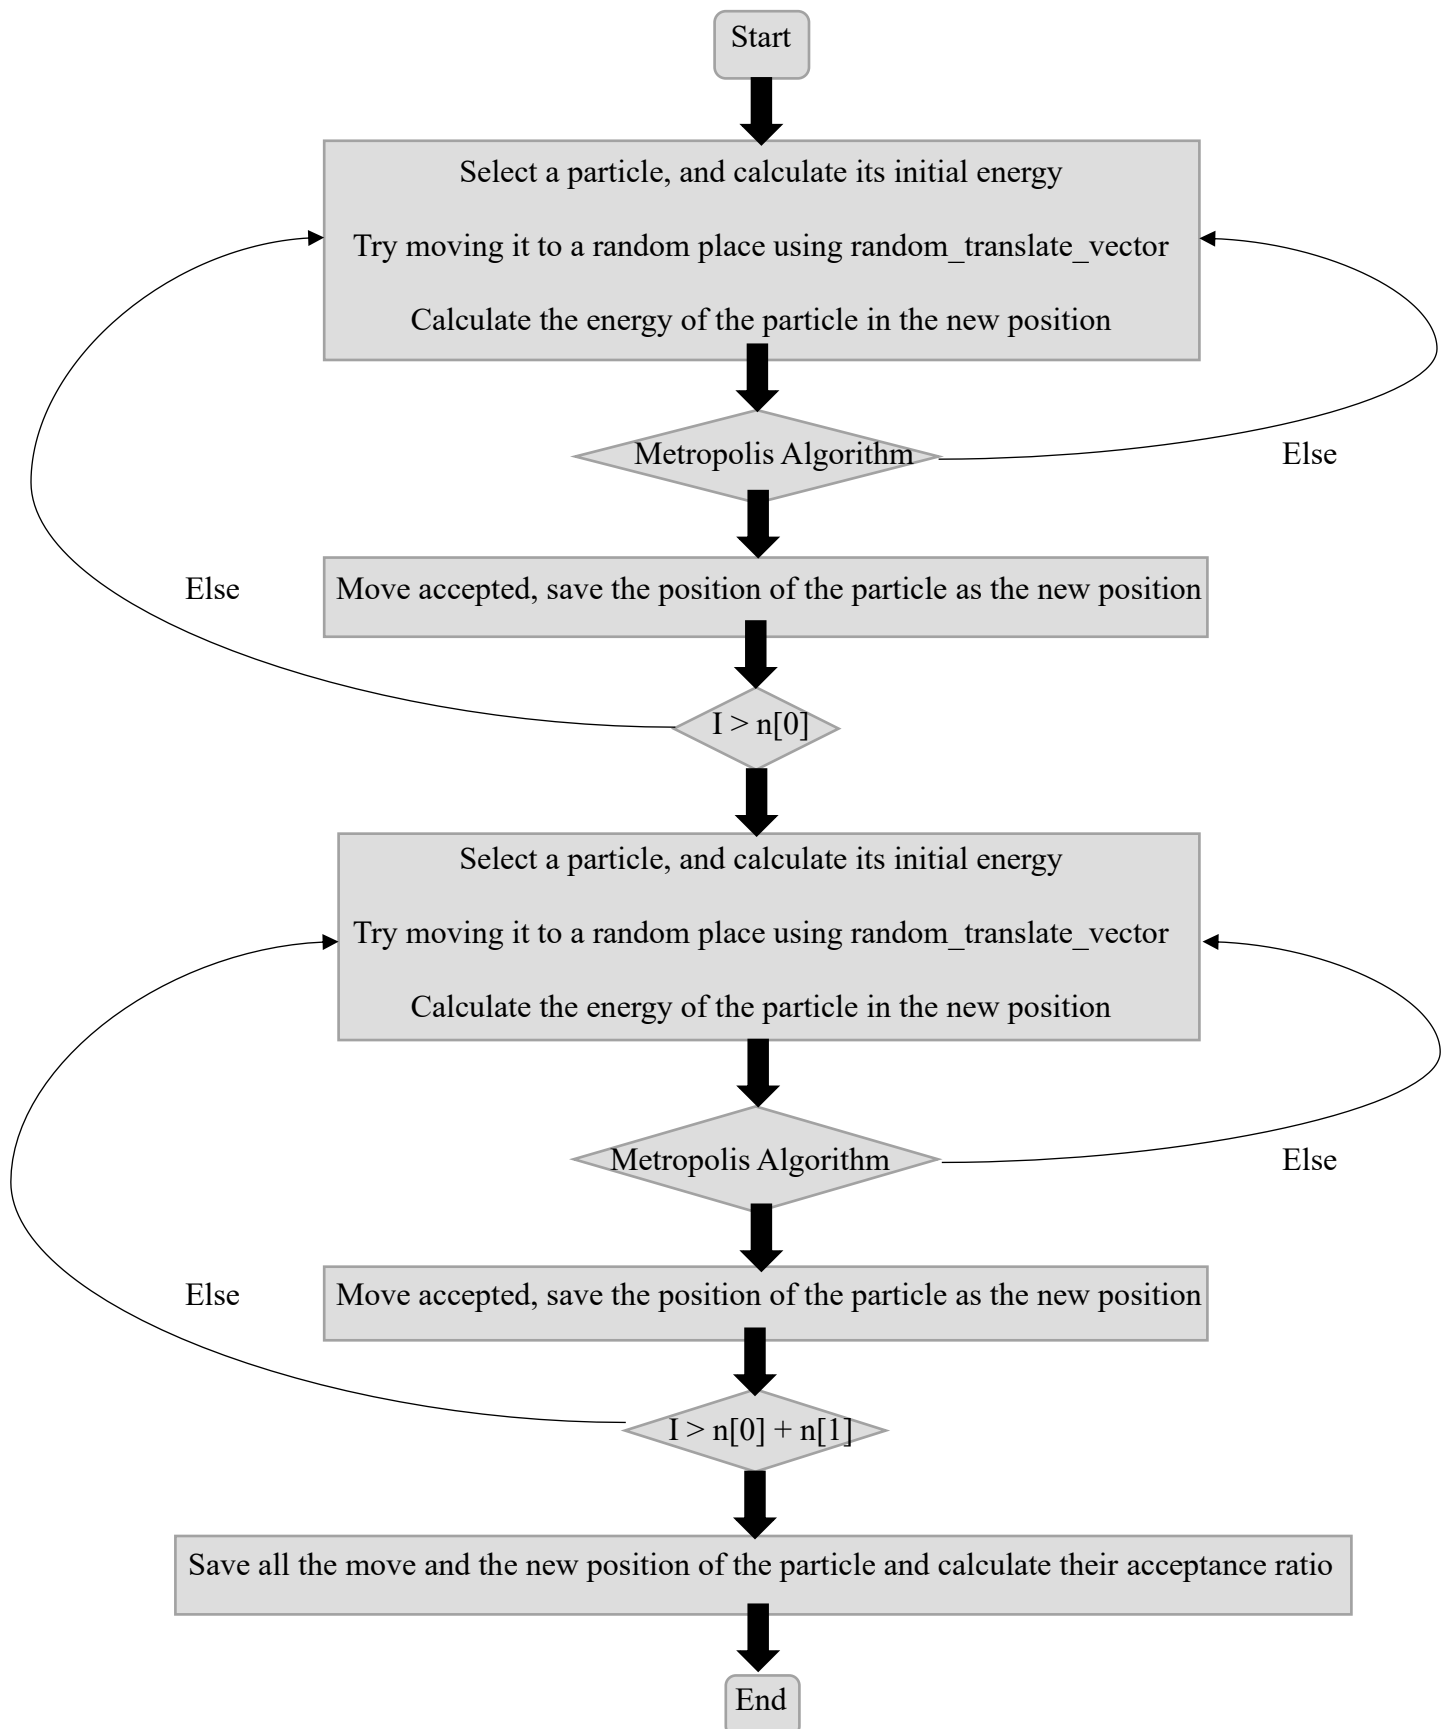 Start
Select a particle, and calculate its initial energy
Try moving it to a random place using random_translate_vector
Calculate the energy of the particle in the new position
Metropolis Algorithm
Else
Else
Move accepted, save the position of the particle as the new position
I > n[0]
Select a particle, and calculate its initial energy
Try moving it to a random place using random_translate_vector
Calculate the energy of the particle in the new position
Metropolis Algorithm
Else
Else
Move accepted, save the position of the particle as the new position
I > n[0] + n[1]
Save all the move and the new position of the particle and calculate their acceptance ratio
End